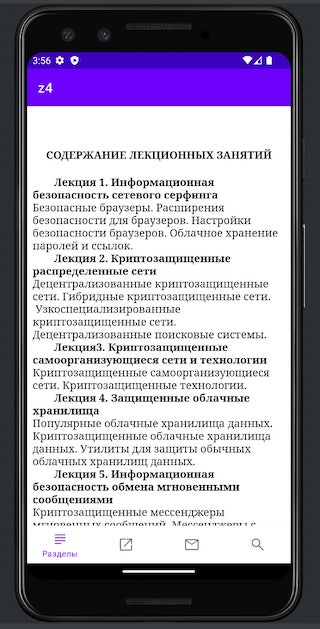 3:56
z4
СОДЕРЖАНИЕ ЛЕКЦИОННЫХ ЗАНЯТИЙ
Лекция 1. Информационная
безопасность сетевого серфинга
Безопасные браузеры. Расширения
безопасности для браузеров. Настройки
безопасности браузеров. Облачное хранение
паролей и ссылок.
Лекция 2. Криптозащищенные
распределенные сети
Децентрализованные криптозащищенные
сети. Гибридные криптозащищенные сети.
Узкоспециализированные
криптозащищенные сети.
Децентрализованные поисковые системы.
Лекция3. Криптозащищенные
самоорганизующиеся сети и технологии
Криптозащищенные самоорганизующиеся
сети. Криптозащищенные технологии.
Лекция 4. Защищенные облачные
хранилища
Популярные облачные хранилища данных.
Криптозащищенные облачные хранилища
данных. Утилиты для защиты обычных
облачных хранилищ данных.
Лекция 5. Информационная
безопасность обмена мгновенными
сообщениями
Криптозащищенные мессенджеры
мгновенных сообщений. Мессенджеры с
Разделы